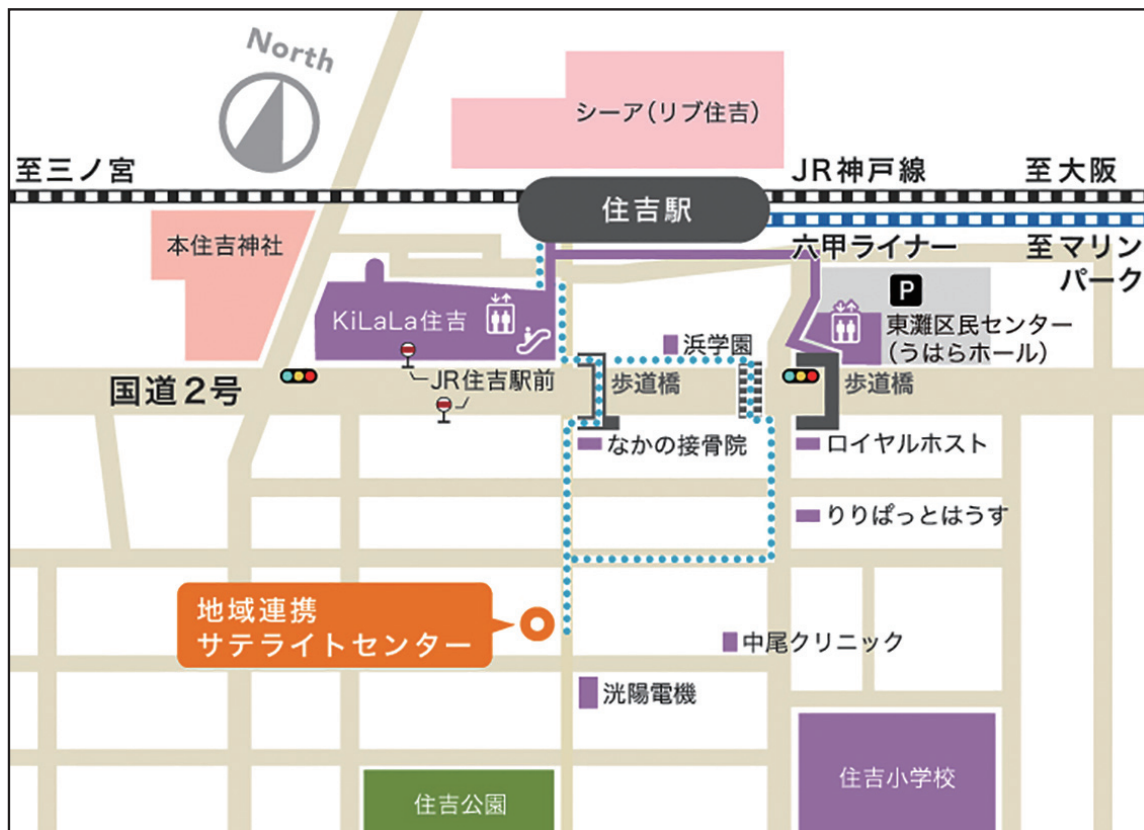 North
シーア(リブ住吉)
至三ノ宮
JR神戸線
至大阪
住吉駅
本住吉神社
六甲ライナー
至マリン
パーク
P
KiLaLa住吉
東灘区民センター
(うはらホール)
浜学園
JR住吉駅前
国道2号
歩道橋
歩道橋
なかの接骨院
ロイヤルホスト
りりぱっとはうす
地域連携
サテライトセンター
中尾クリニック
洸陽電機
住吉公園
住吉小学校